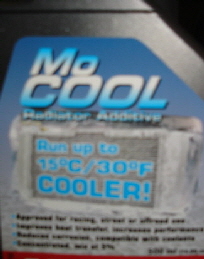 Mo
COOL
Radiator Additive
Run up to
15°C/30°F
COOLER!
Approved for racing, street or offroad use
Improves heat transfer, increases performance
Reduces corrosion, compatible with coolants
Concentrated, mix at 5%